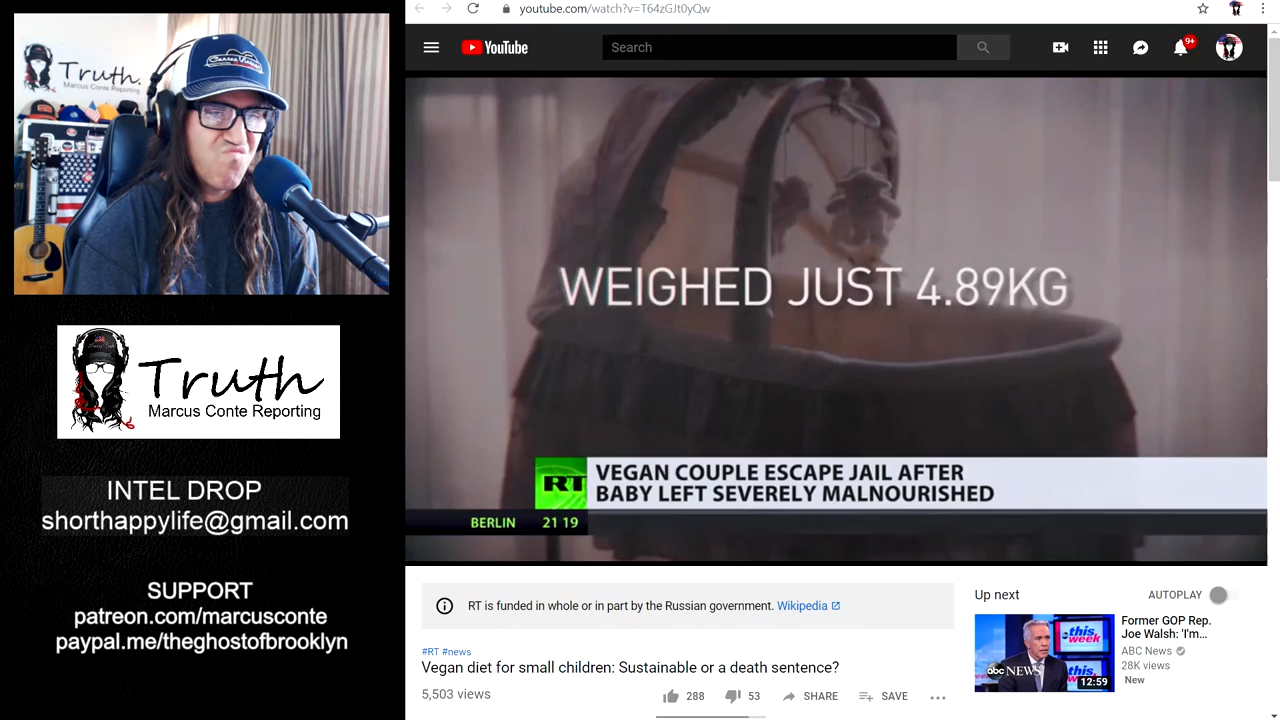 Truth.
Marcus Conte Reporting
Truth
Marcus Conte Reporting
INTEL DROP
shorthappylife@gmail.com
SUPPORT
patreon.com/marcusconte
paypal.me/theghostofbrooklyn
youtube.com/watch?v=T64zGJt0yQw
YouTube
Search
9+
WEIGHED JUST 4.89KG
RT
VEGAN COUPLE ESCAPE JAIL AFTER
BABY LEFT SEVERELY MALNOURISHED
BERLIN 21 19
RT is funded in whole or in part by the Russian government. Wikipedia
#RT #news
Vegan diet for small children: Sustainable or a death sentence?
5,503 views
288
53
SHARE
SAVE
Up next
AUTOPLAY
abc NEWS
this week
12:59
Former GOP Rep.
Joe Walsh: 'I'm...
ABC News
28K views
New